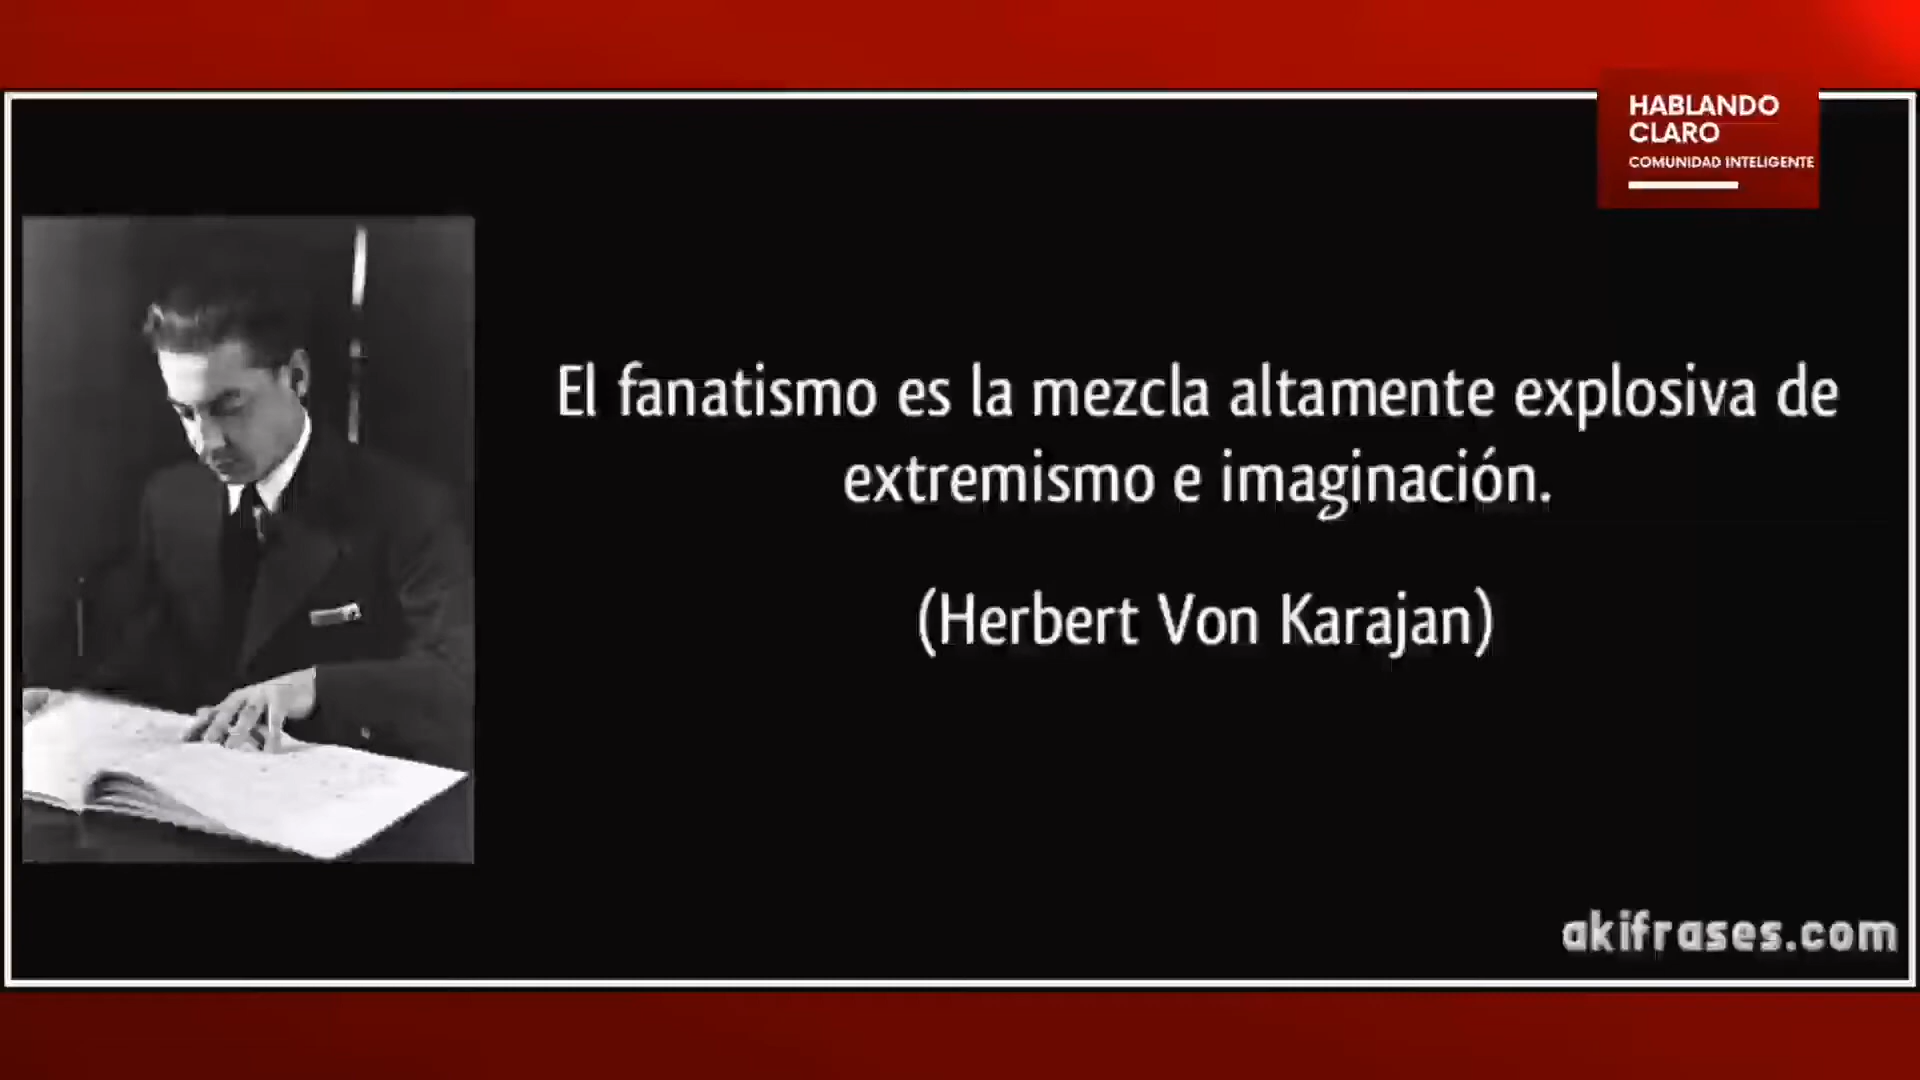 HABLANDO
CLARO
COMUNIDAD INTELIGENTE
El fanatismo es la mezcla altamente explosiva de
extremismo e imaginación.
(Herbert Von Karajan)
akifrases.com